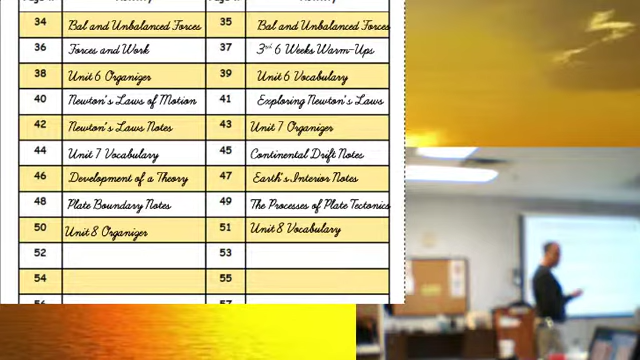 34 Bal and Unbalanced Forces 35 Bal and Unbalanced Forces
36 Forces and Work 37 3rd 6 Weeks Warm-Ups
38 Unit 6 Organizer 39 Unit 6 Vocabulary
40 Newton's Laws of Motion 41 Exploring Newton's Laws
42 Newton's Laws Notes 43 Unit 7 Organizer
44 Unit 7 Vocabulary 45 Continental Drift Notes
46 Development of a Theory 47 Earth's Interior Notes
48 Plate Boundary Notes 49 The Processes of Plate Tectonics
50 Unit 8 Organizer 51 Unit 8 Vocabulary
52 53
54 55